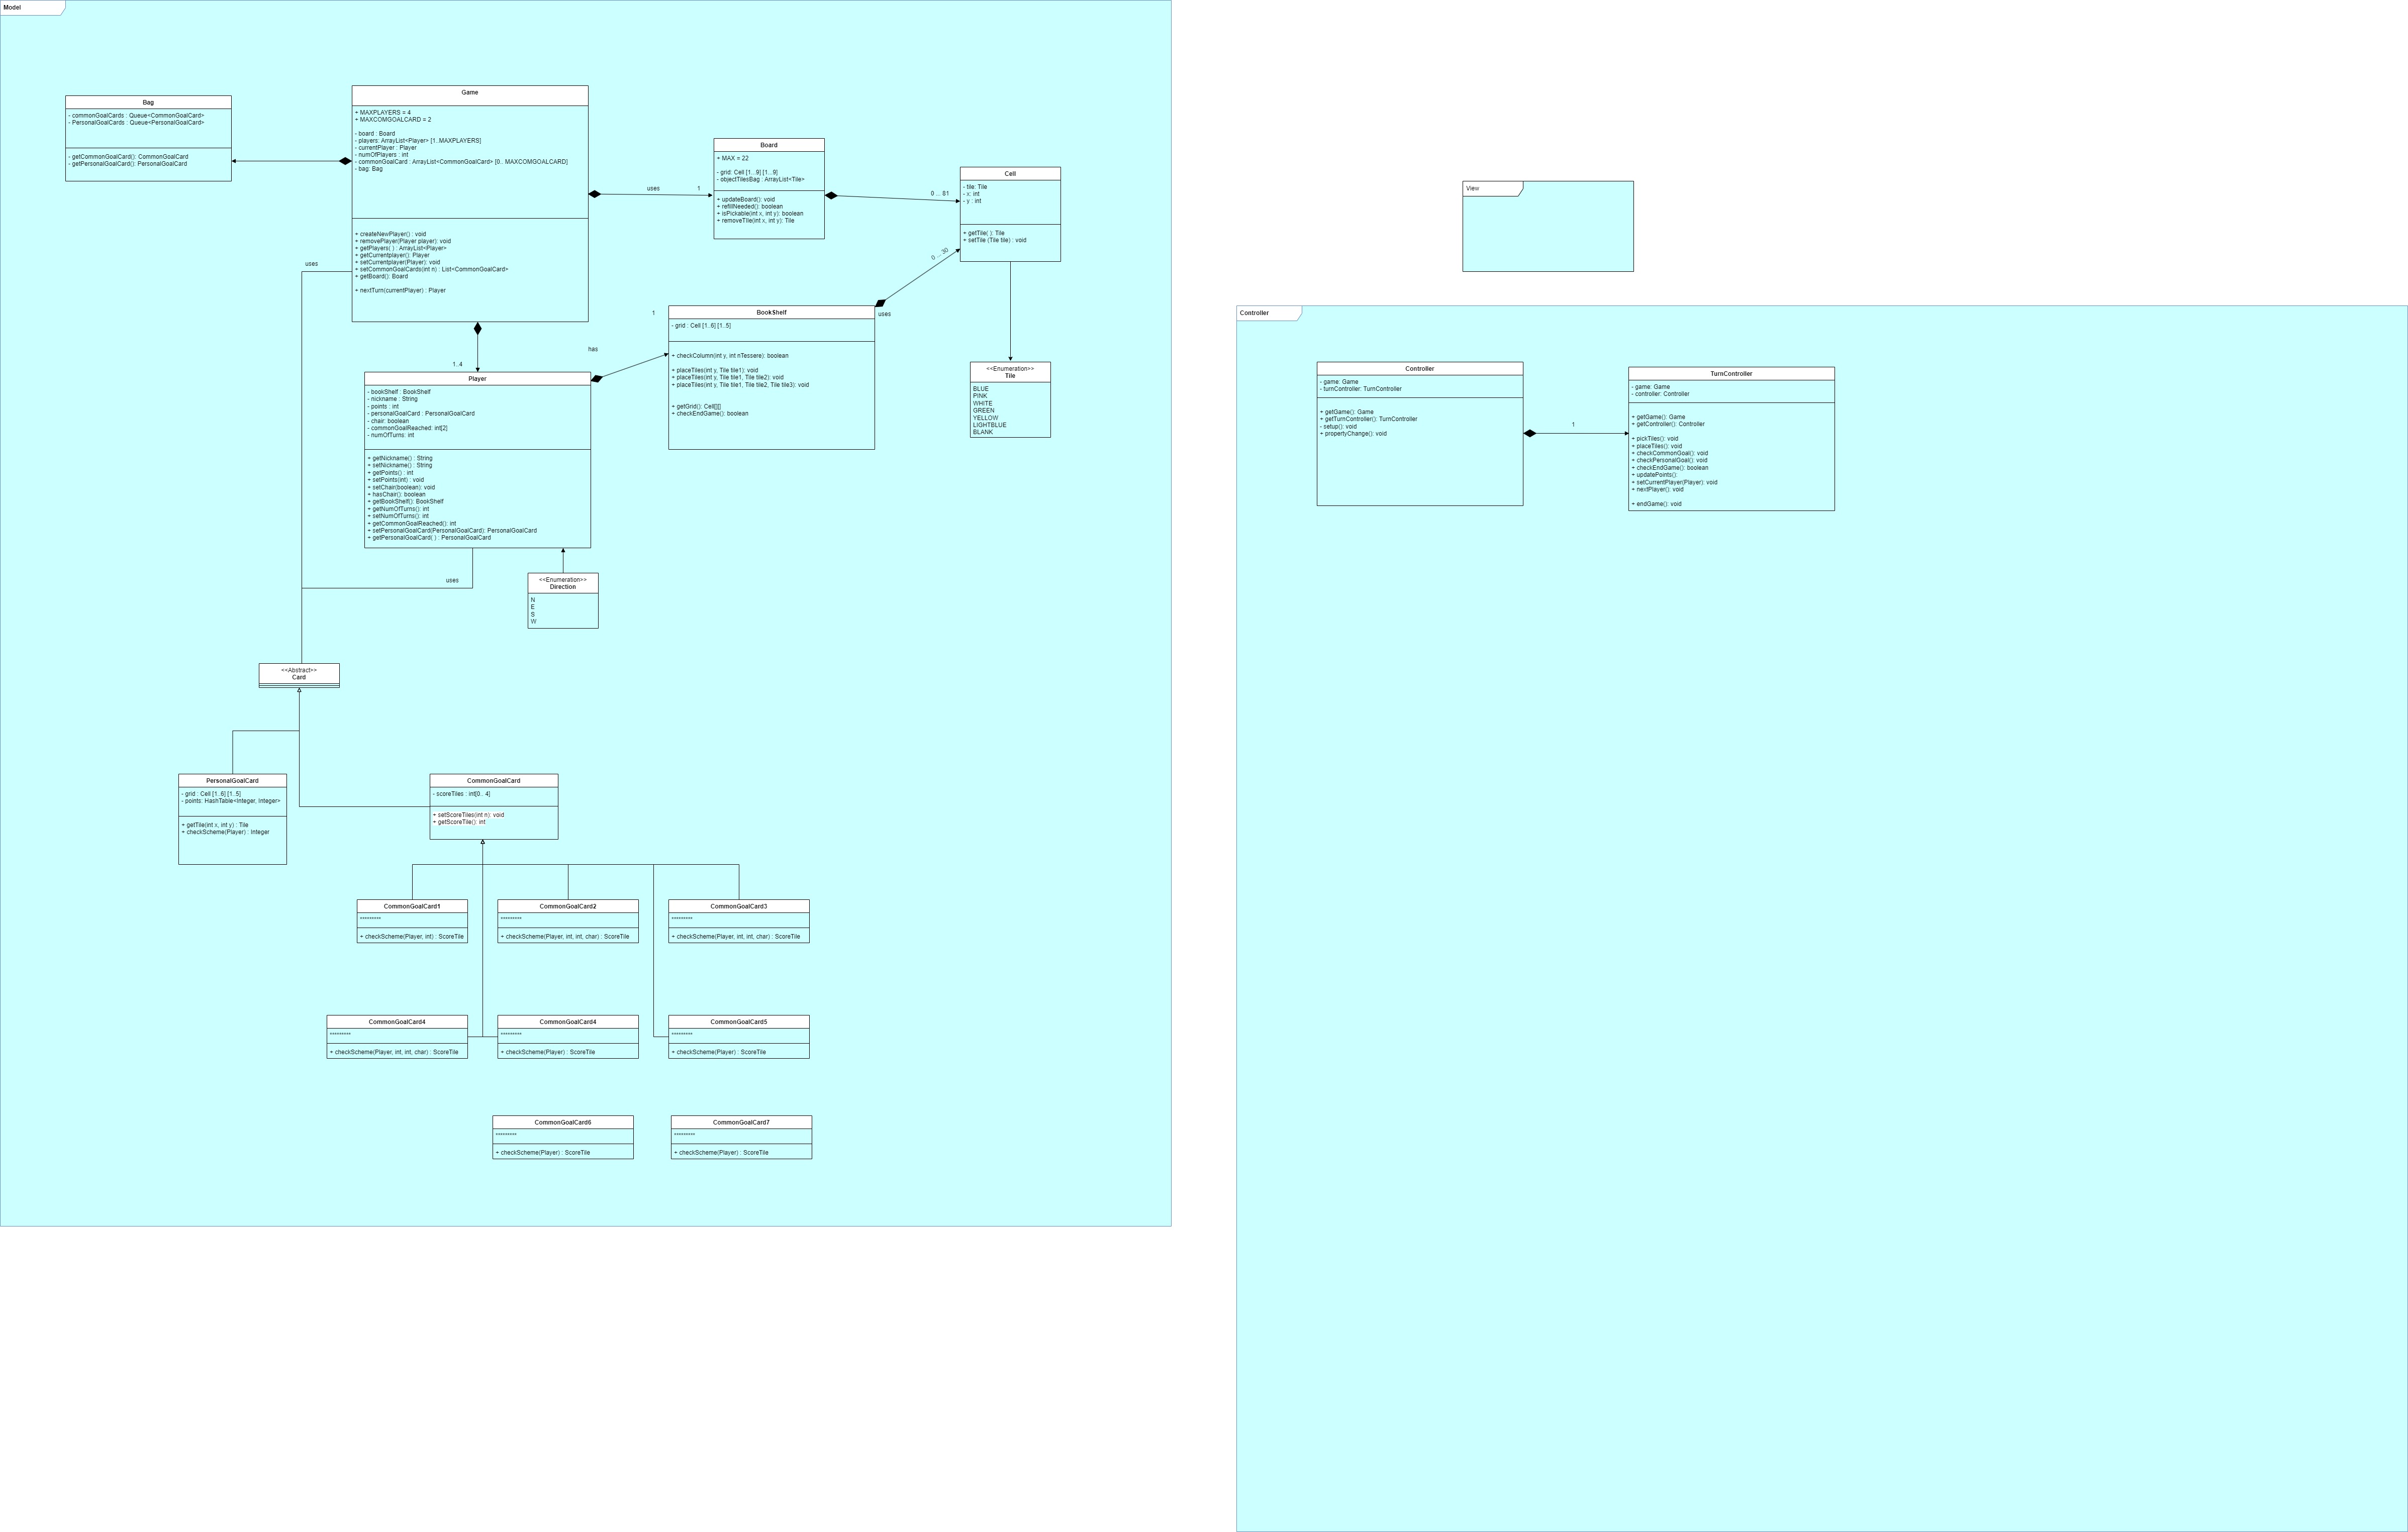 Model
Bag
- commonGoalCards : Queue<CommonGoalCard>
- PersonalGoalCards : Queue<PersonalGoalCard>
- getCommonGoalCard(): CommonGoalCard
- getPersonalGoalCard(): PersonalGoalCard
Game
+ MAXPLAYERS = 4
+ MAXCOMGOALCARD = 2
- board : Board
- players: ArrayList<Player> [1..MAXPLAYERS]
- currentPlayer : Player
- numOfPlayers : int
- commonGoalCard : ArrayList<CommonGoalCard> [0.. MAXCOMGOALCARD]
- bag: Bag
+ createNewPlayer() : void
+ removePlayer(Player player): void
+ getPlayers( ) : ArrayList<Player>
+ getCurrentplayer(): Player
+ setCurrentplayer(Player): void
+ setCommonGoalCards(int n) : List<CommonGoalCard>
+ getBoard(): Board
+ nextTurn(currentPlayer) : Player
uses
1
Board
+ MAX = 22
- grid: Cell [1...9] [1...9]
- objectTilesBag : ArrayList<Tile>
+ updateBoard(): void
+ refillNeeded(): boolean
+ isPickable(int x, int y): boolean
+ removeTile(int x, int y): Tile
0 ... 81
Cell
- tile: Tile
- x: int
- y : int
+ getTile( ): Tile
+ setTile (Tile tile) : void
0 ... 30
uses
uses
1..4
has
1
BookShelf
- grid : Cell [1..6] [1..5]
+ checkColumn(int y, int nTessere): boolean
+ placeTiles(int y, Tile tile1): void
+ placeTiles(int y, Tile tile1, Tile tile2): void
+ placeTiles(int y, Tile tile1, Tile tile2, Tile tile3): void
+ getGrid(): Cell[][]
+ checkEndGame(): boolean
<<Enumeration>>
Tile
BLUE
PINK
WHITE
GREEN
YELLOW
LIGHTBLUE
BLANK
Player
- bookShelf : BookShelf
- nickname : String
- points : int
- personalGoalCard : PersonalGoalCard
- chair: boolean
- commonGoalReached: int[2]
- numOfTurns: int
+ getNickname() : String
+ setNickname() : String
+ getPoints() : int
+ setPoints(int) : void
+ setChair(boolean): void
+ hasChair(): boolean
+ getBookShelf(): BookShelf
+ getNumOfTurns(): int
+ setNumOfTurns(): int
+ getCommonGoalReached(): int
+ setPersonalGoalCard(PersonalGoalCard): PersonalGoalCard
+ getPersonalGoalCard( ) : PersonalGoalCard
uses
<<Enumeration>>
Direction
N
E
S
W
<<Abstract>>
Card
PersonalGoalCard
- grid : Cell [1..6] [1..5]
- points: HashTable<Integer, Integer>
+ getTile(int x, int y) : Tile
+ checkScheme(Player) : Integer
CommonGoalCard
- scoreTiles : int[0.. 4]
+ setScoreTiles(int n): void
+ getScoreTile(): int
CommonGoalCard1
*********
+ checkScheme(Player, int) : ScoreTile
CommonGoalCard2
*********
+ checkScheme(Player, int, int, char) : ScoreTile
CommonGoalCard3
*********
+ checkScheme(Player, int, int, char) : ScoreTile
CommonGoalCard4
*********
+ checkScheme(Player, int, int, char) : ScoreTile
CommonGoalCard4
*********
+ checkScheme(Player) : ScoreTile
CommonGoalCard5
*********
+ checkScheme(Player) : ScoreTile
CommonGoalCard6
*********
+ checkScheme(Player) : ScoreTile
CommonGoalCard7
*********
+ checkScheme(Player) : ScoreTile
View
Controller
Controller
- game: Game
- turnController: TurnController
+ getGame(): Game
+ getTurnController(): TurnController
- setup(): void
+ propertyChange(): void
1
TurnController
- game: Game
- controller: Controller
+ getGame(): Game
+ getController(): Controller
+ pickTiles(): void
+ placeTiles(): void
+ checkCommonGoal(): void
+ checkPersonalGoal(): void
+ checkEndGame(): boolean
+ updatePoints():
+ setCurrentPlayer(Player): void
+ nextPlayer(): void
+ endGame(): void